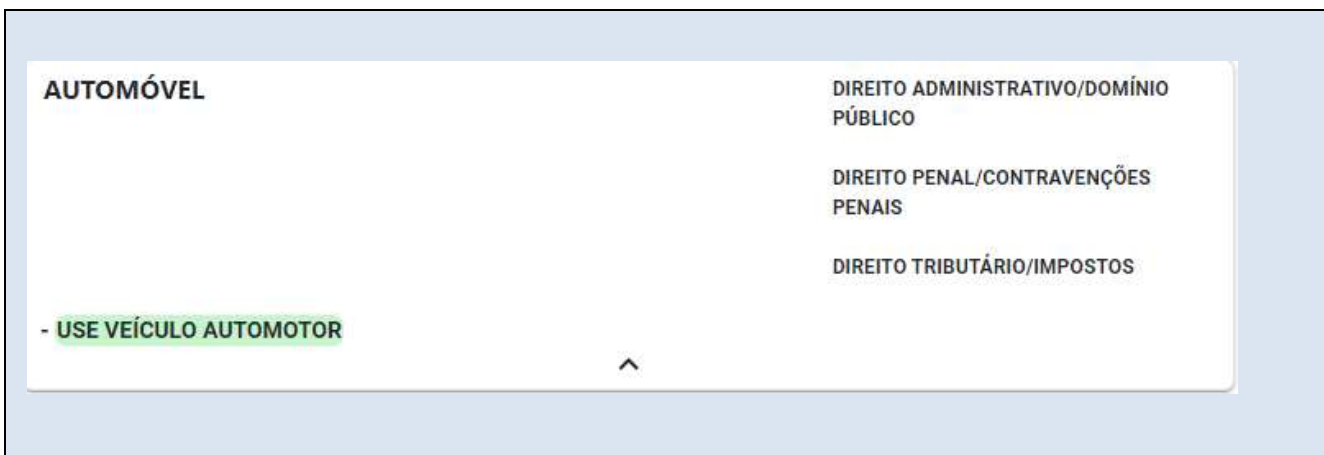 AUTOMÓVEL
DIREITO ADMINISTRATIVO/DOMÍNIO
PÚBLICO
DIREITO PENAL/CONTRAVENÇÕES
PENAIS
DIREITO TRIBUTÁRIO/IMPOSTOS
- USE VEÍCULO AUTOMOTOR